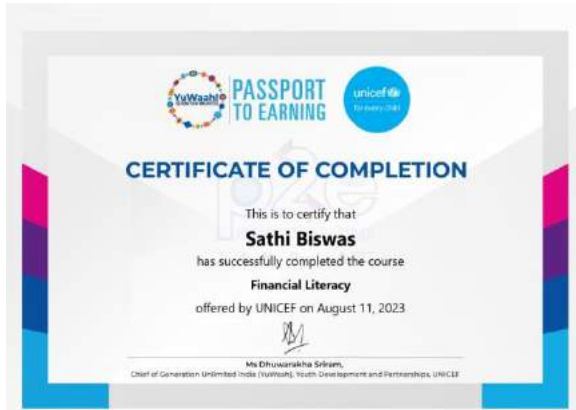 YuWaah!
PASSPORT
TO EARNING
unicef
for every child
CERTIFICATE OF COMPLETION
p2e
This is to certify that
Sathi Biswas
has successfully completed the course
Financial Literacy
offered by UNICEF on August 11, 2023
Ms Dhuwarakha Sriram,
Chief of Generation Unlimited India (YuWaah), Youth Development and Partnerships, UNICEF